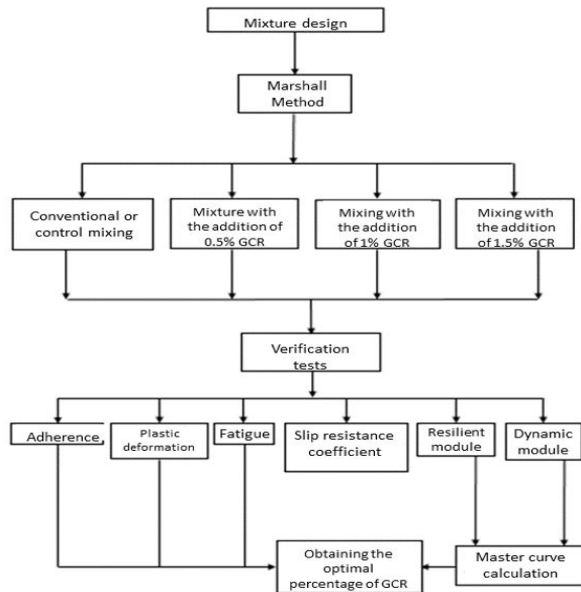 Mixture design
Marshall
Method
Conventional or
control mixing
Mixture with
the addition of
0.5% GCR
Mixing with
the addition
of 1% GCR
Mixing with
the addition
of 1.5% GCR
Verification
tests
Adherence
Plastic
deformation
Fatigue
Slip resistance
coefficient
Resilient
module
Dynamic
module
Obtaining the
optimal
percentage of GCR
Master curve
calculation